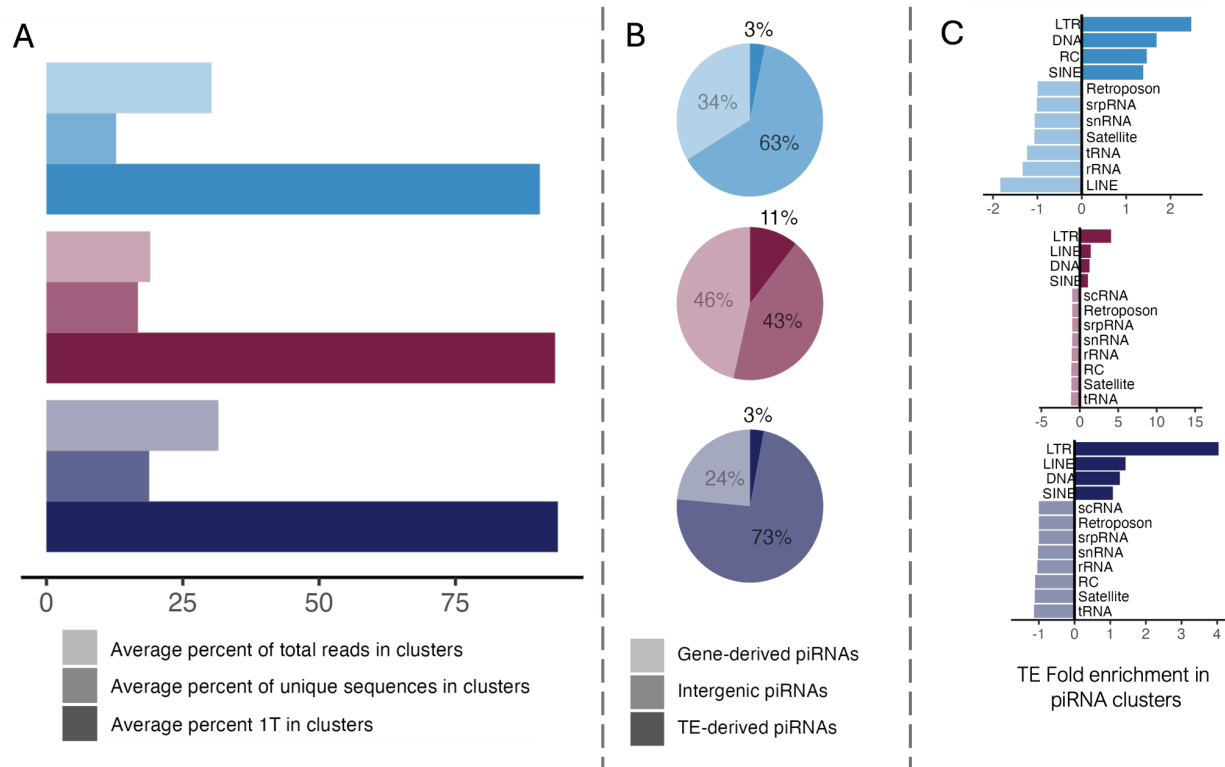 A
0
25
50
75
Average percent of total reads in clusters
Average percent of unique sequences in clusters
Average percent 1T in clusters
B
3%
34%
63%
11%
46%
43%
3%
24%
73%
Gene-derived piRNAs
Intergenic piRNAs
TE-derived piRNAs
C
LTR
DNA
RC
SINE
Retroposon
srpRNA
snRNA
Satellite
tRNA
rRNA
LINE
-2
-1
0
1
2
LTR
LINE
DNA
SINE
scRNA
Retroposon
srpRNA
snRNA
rRNA
RC
Satellite
tRNA
-5
0
5
10
15
LTR
LINE
DNA
SINE
scRNA
Retroposon
srpRNA
snRNA
rRNA
RC
Satellite
tRNA
-1
0
1
2
3
4
TE Fold enrichment in
piRNA clusters